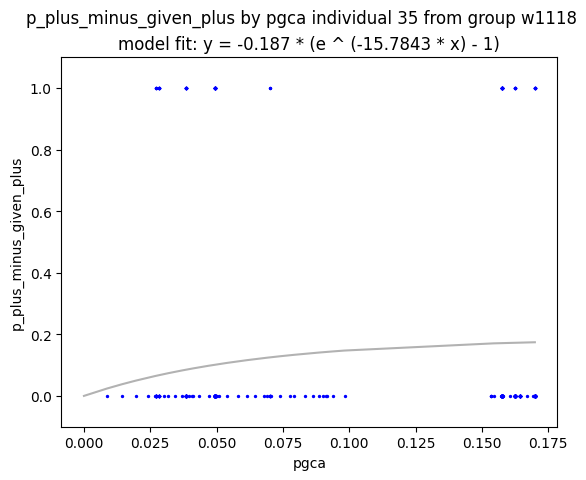 p_plus_minus_given_plus by pgca individual 35 from group w1118
model fit: y = -0.187 * (e ^ (-15.7843 * x) - 1)
1.0
0.8
0.6
0.4
0.2
0.0
p_plus_minus_given_plus
0.000 0.025 0.050 0.075 0.100 0.125 0.150 0.175
pgca